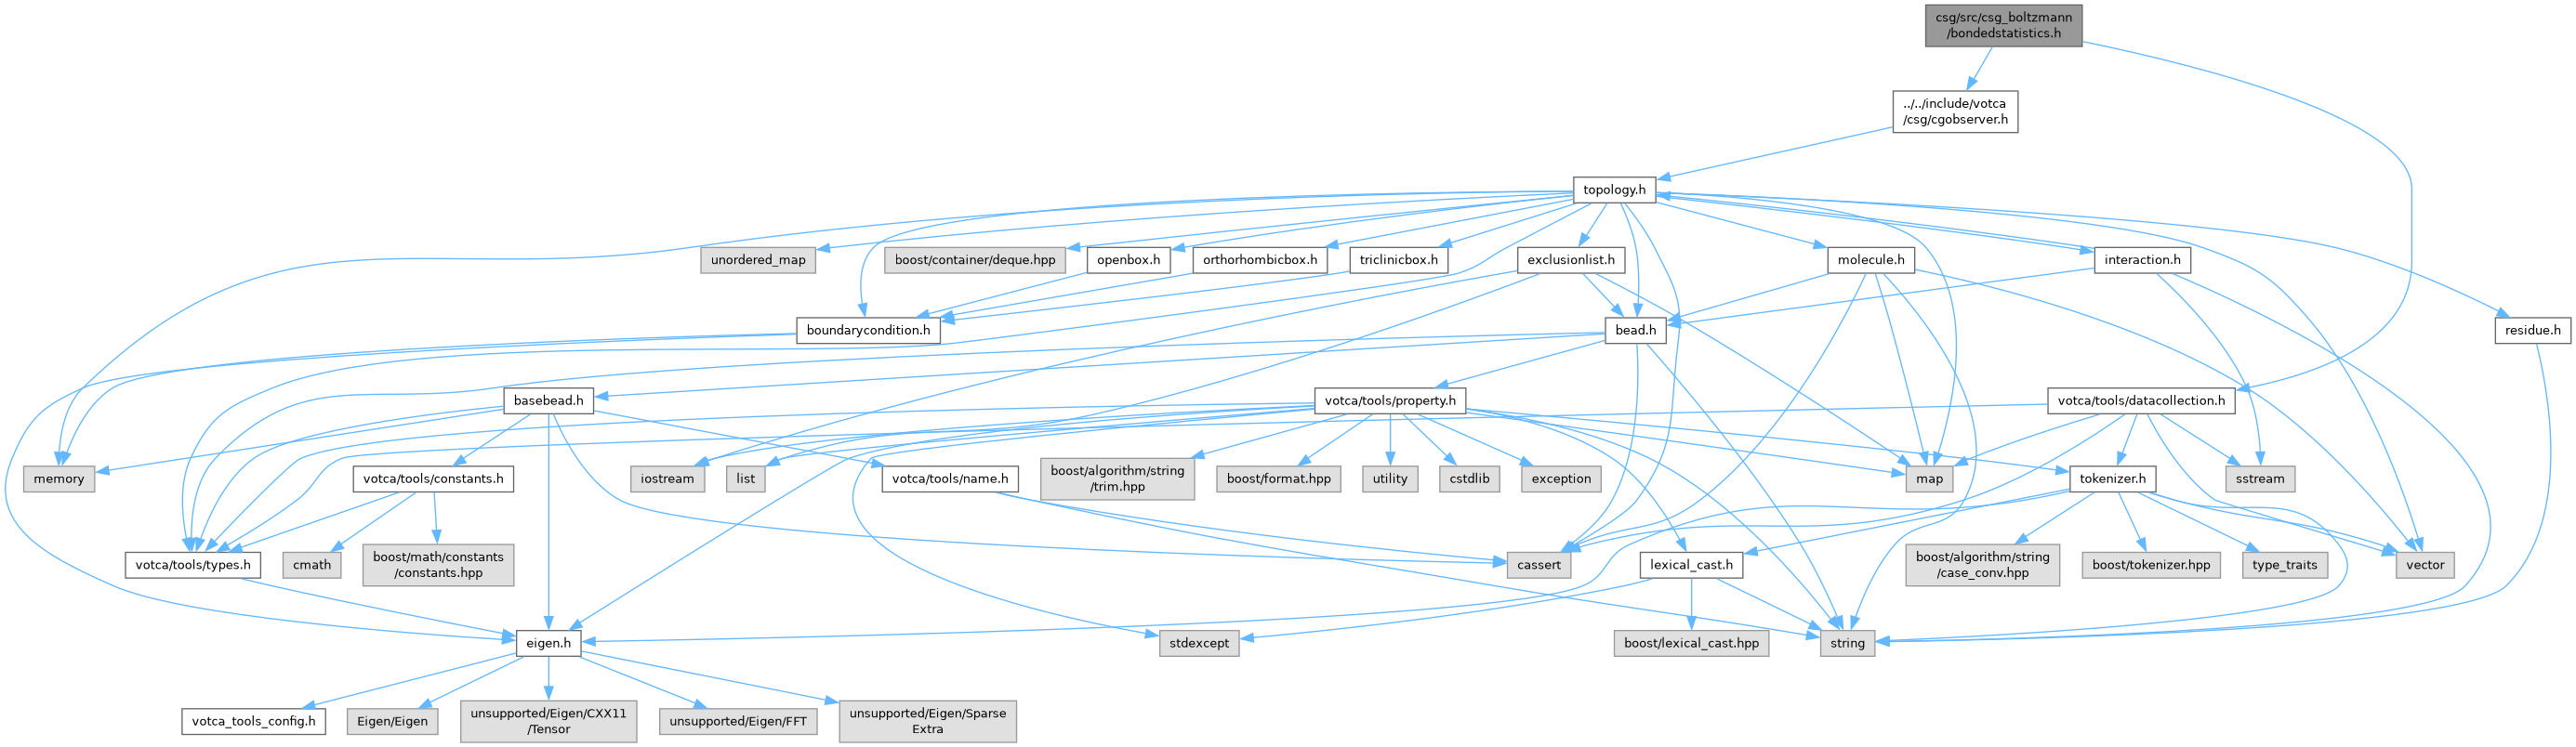 csg/src/csg_boltzmann
/bondedstatistics.h
../../include/votca
/csg/cgobserver.h
topology.h
unordered_map
boost/container/deque.hpp
openbox.h
orthorhombicbox.h
triclinicbox.h
exclusionlist.h
molecule.h
interaction.h
boundarycondition.h
bead.h
residue.h
basebead.h
votca/tools/property.h
votca/tools/datacollection.h
memory
votca/tools/constants.h
iostream
list
votca/tools/name.h
boost/algorithm/string
/trim.hpp
boost/format.hpp
utility
cstdlib
exception
map
tokenizer.h
sstream
votca/tools/types.h
cmath
boost/math/constants
/constants.hpp
cassert
lexical_cast.h
boost/algorithm/string
/case_conv.hpp
boost/tokenizer.hpp
type_traits
vector
eigen.h
stdexcept
boost/lexical_cast.hpp
string
votca_tools_config.h
Eigen/Eigen
unsupported/Eigen/CXX11
/Tensor
unsupported/Eigen/FFT
unsupported/Eigen/Sparse
Extra